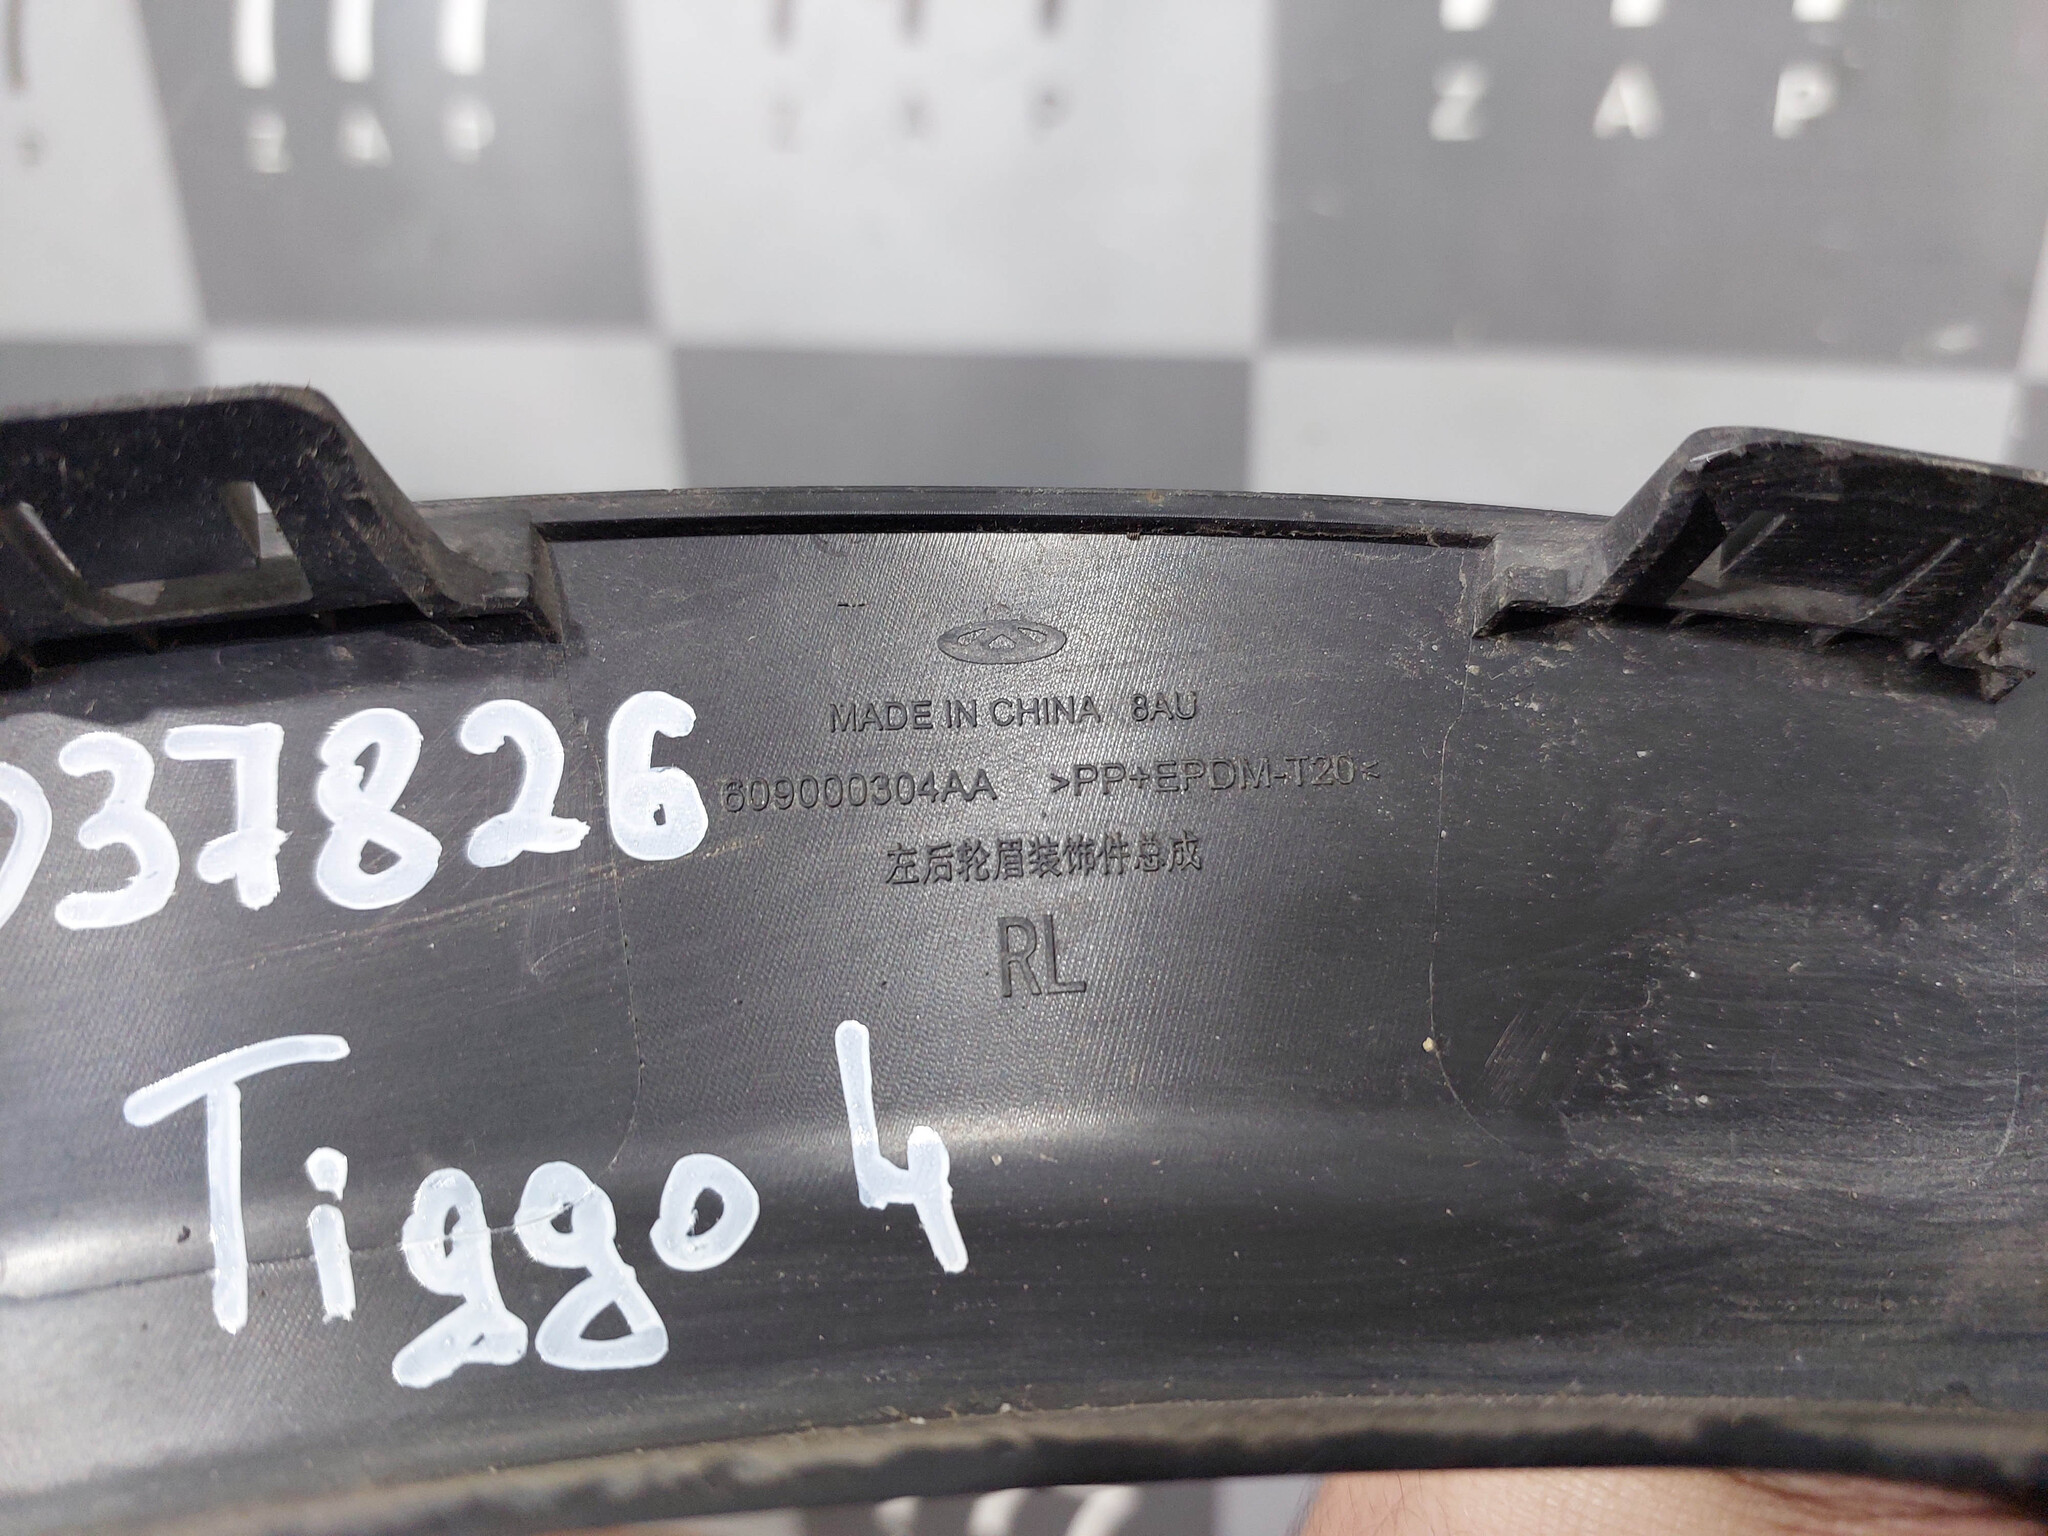 Z A P
Z A P
Z A P
MADE IN CHINA 8AU
609000304AA >PP+EPDM-T20<
左后轮眉装饰件总成
RL
037826
Tiggo 4